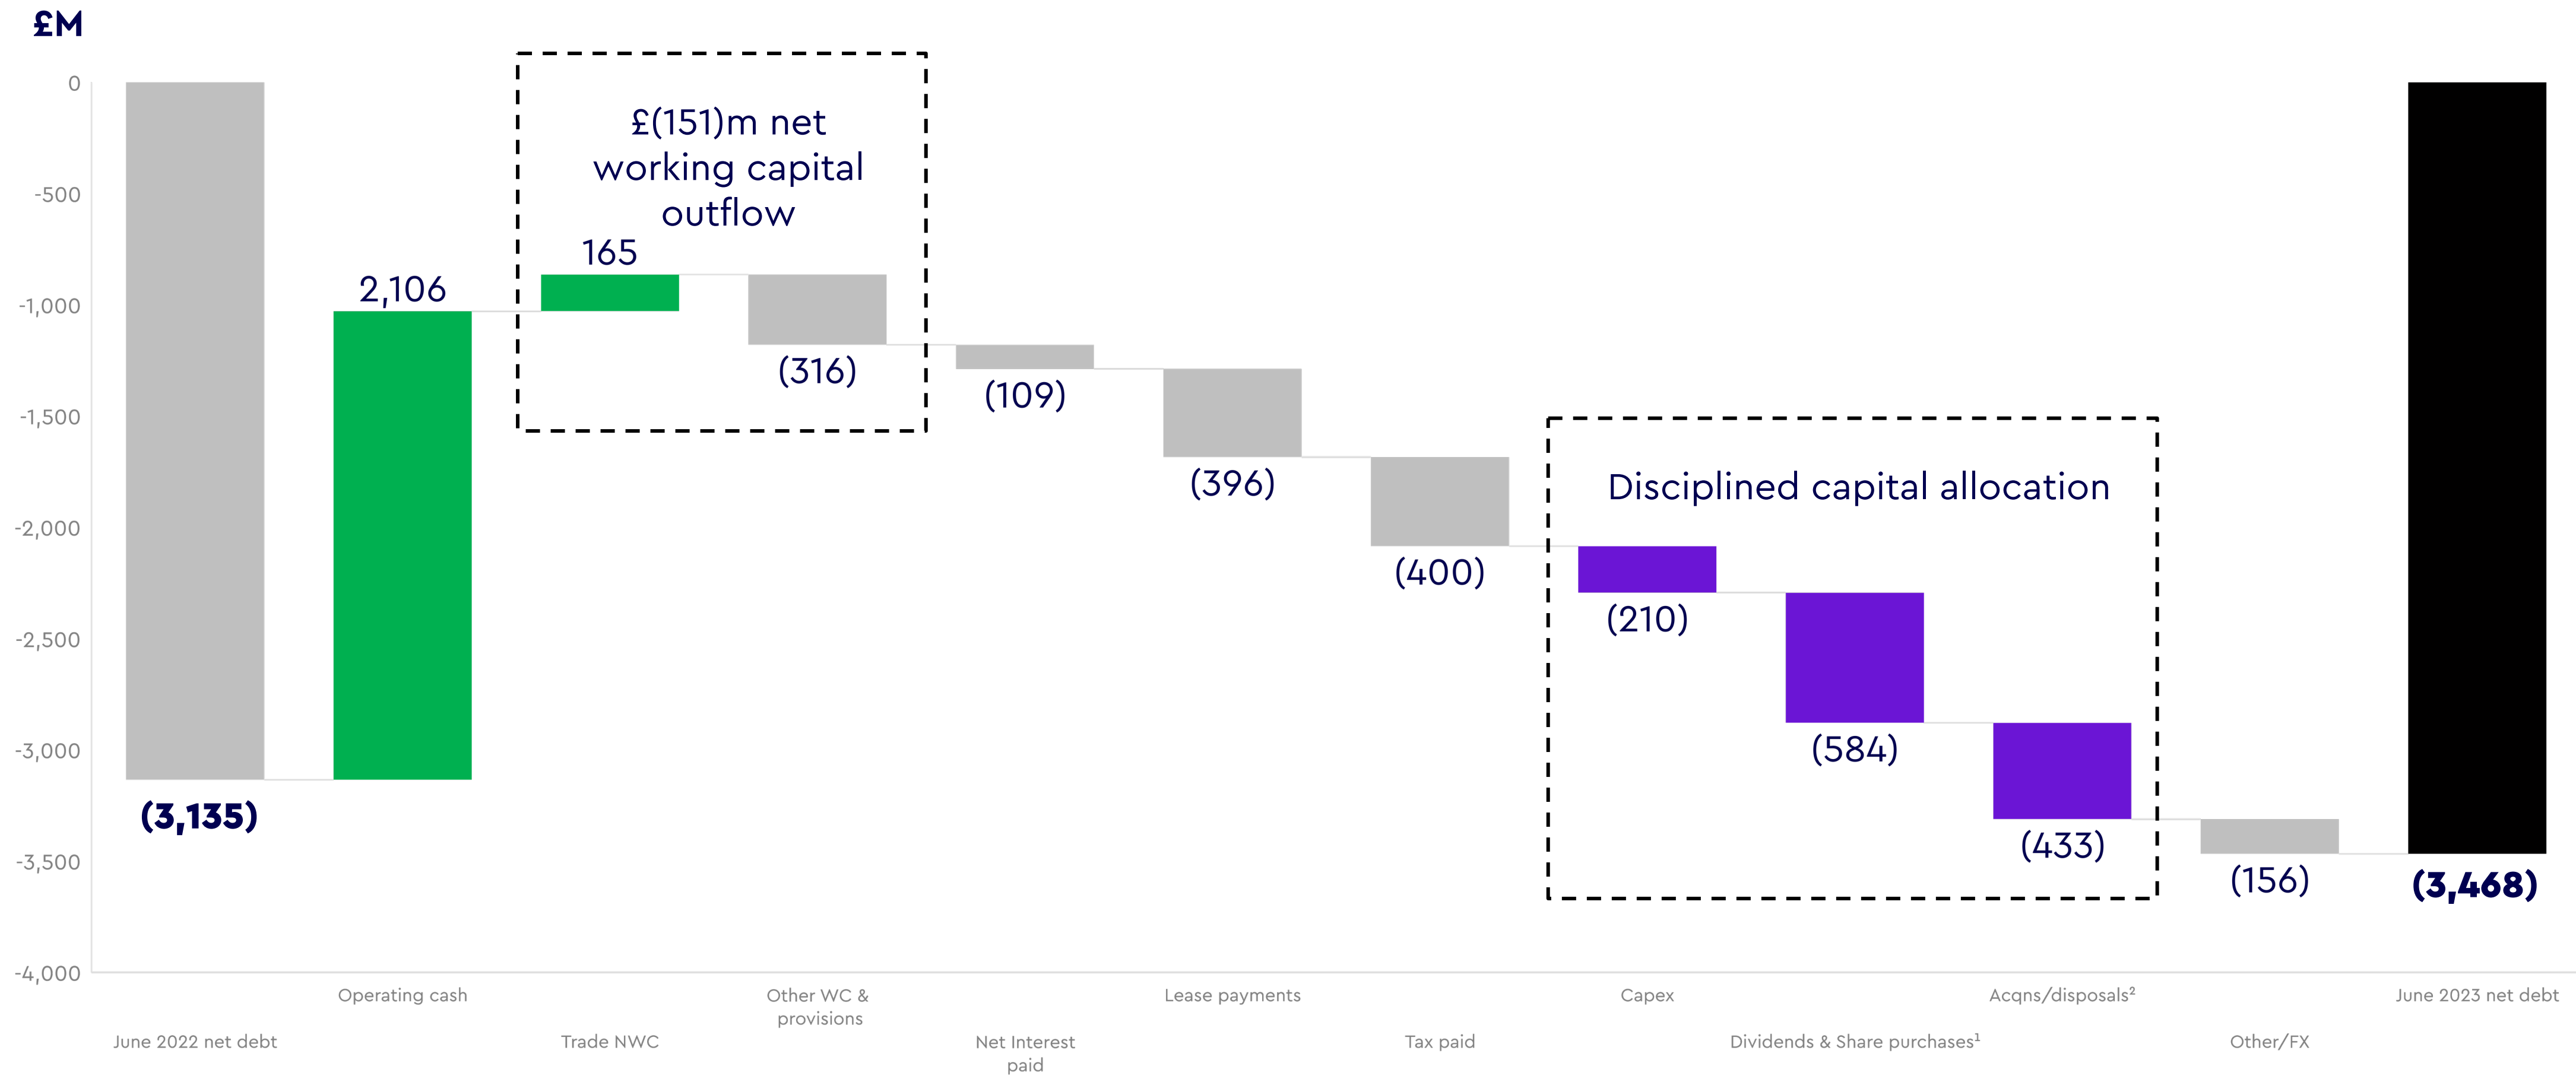 £M
0
-500
-1,000
-1,500
-2,000
-2,500
-3,000
-3,500
-4,000
(3,135)
2,106
£(151)m net
working capital
outflow
165
(316)
(109)
(396)
(400)
Disciplined capital allocation
(210)
(584)
(433)
(156)
(3,468)
June 2022 net debt
Operating cash
Trade NWC
Other WC &
provisions
Net Interest
paid
Lease payments
Tax paid
Capex
Dividends & Share purchases¹
Acqns/disposals²
Other/FX
June 2023 net debt